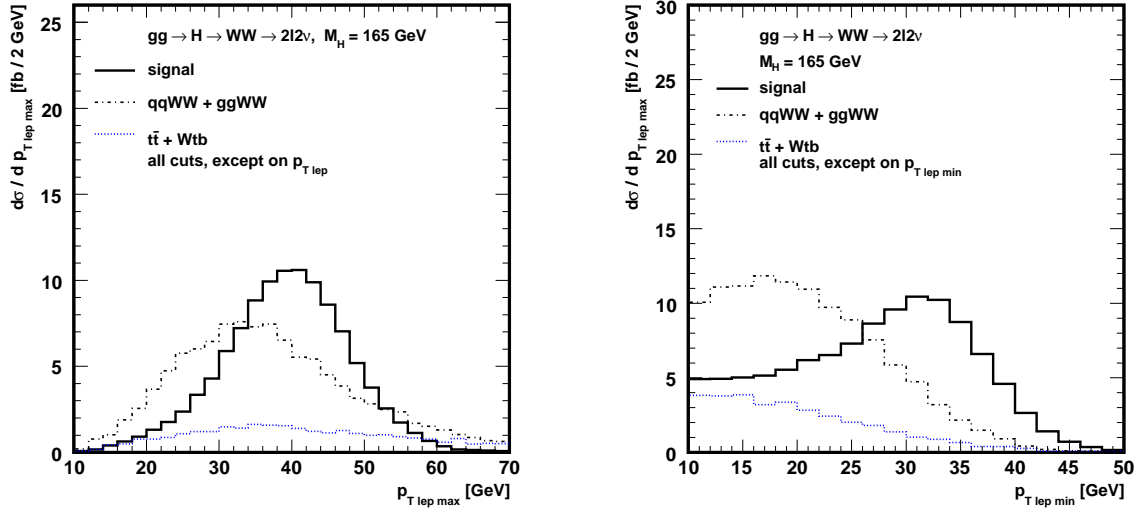 gg → H → WW → 2l2ν, M_H = 165 GeV
signal
qqWW + ggWW
tt̄ + Wtb
all cuts, except on p_T lep
dσ / d p_T lep max [fb / 2 GeV]
0
5
10
15
20
25
10 20 30 40 50 60 70
p_T lep max [GeV]
gg → H → WW → 2l2ν
M_H = 165 GeV
signal
qqWW + ggWW
tt̄ + Wtb
all cuts, except on p_T lep min
dσ / d p_T lep max [fb / 2 GeV]
0
5
10
15
20
25
30
10 15 20 25 30 35 40 45 50
p_T lep min [GeV]